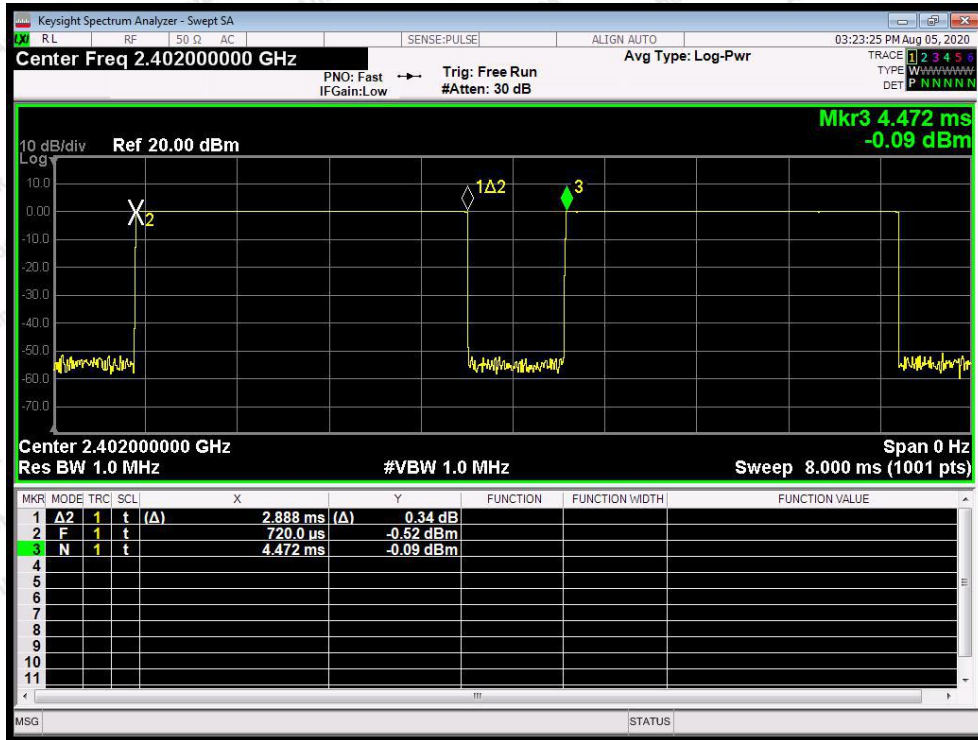 Keysight Spectrum Analyzer - Swept SA
LXI RL RF 50 Ω AC SENSE:PULSE ALIGN AUTO 03:23:25 PM Aug 05, 2020
Center Freq 2.402000000 GHz Avg Type: Log-Pwr TRACE 1 2 3 4 5 6
PNO: Fast Trig: Free Run TYPE W
IFGain:Low #Atten: 30 dB DET P N N N N N
Mkr3 4.472 ms
10 dB/div Ref 20.00 dBm -0.09 dBm
Log
10.0
1Δ2
3
0.00
2
-10.0
-20.0
-30.0
-40.0
-50.0
-60.0
-70.0
Center 2.402000000 GHz Span 0 Hz
Res BW 1.0 MHz #VBW 1.0 MHz Sweep 8.000 ms (1001 pts)
MKR MODE TRC SCL X Y FUNCTION FUNCTION WIDTH FUNCTION VALUE
1 Δ2 1 t (Δ) 2.888 ms (Δ) 0.34 dB
2 F 1 t 720.0 µs -0.52 dBm
3 N 1 t 4.472 ms -0.09 dBm
4
5
6
7
8
9
10
11
MSG STATUS